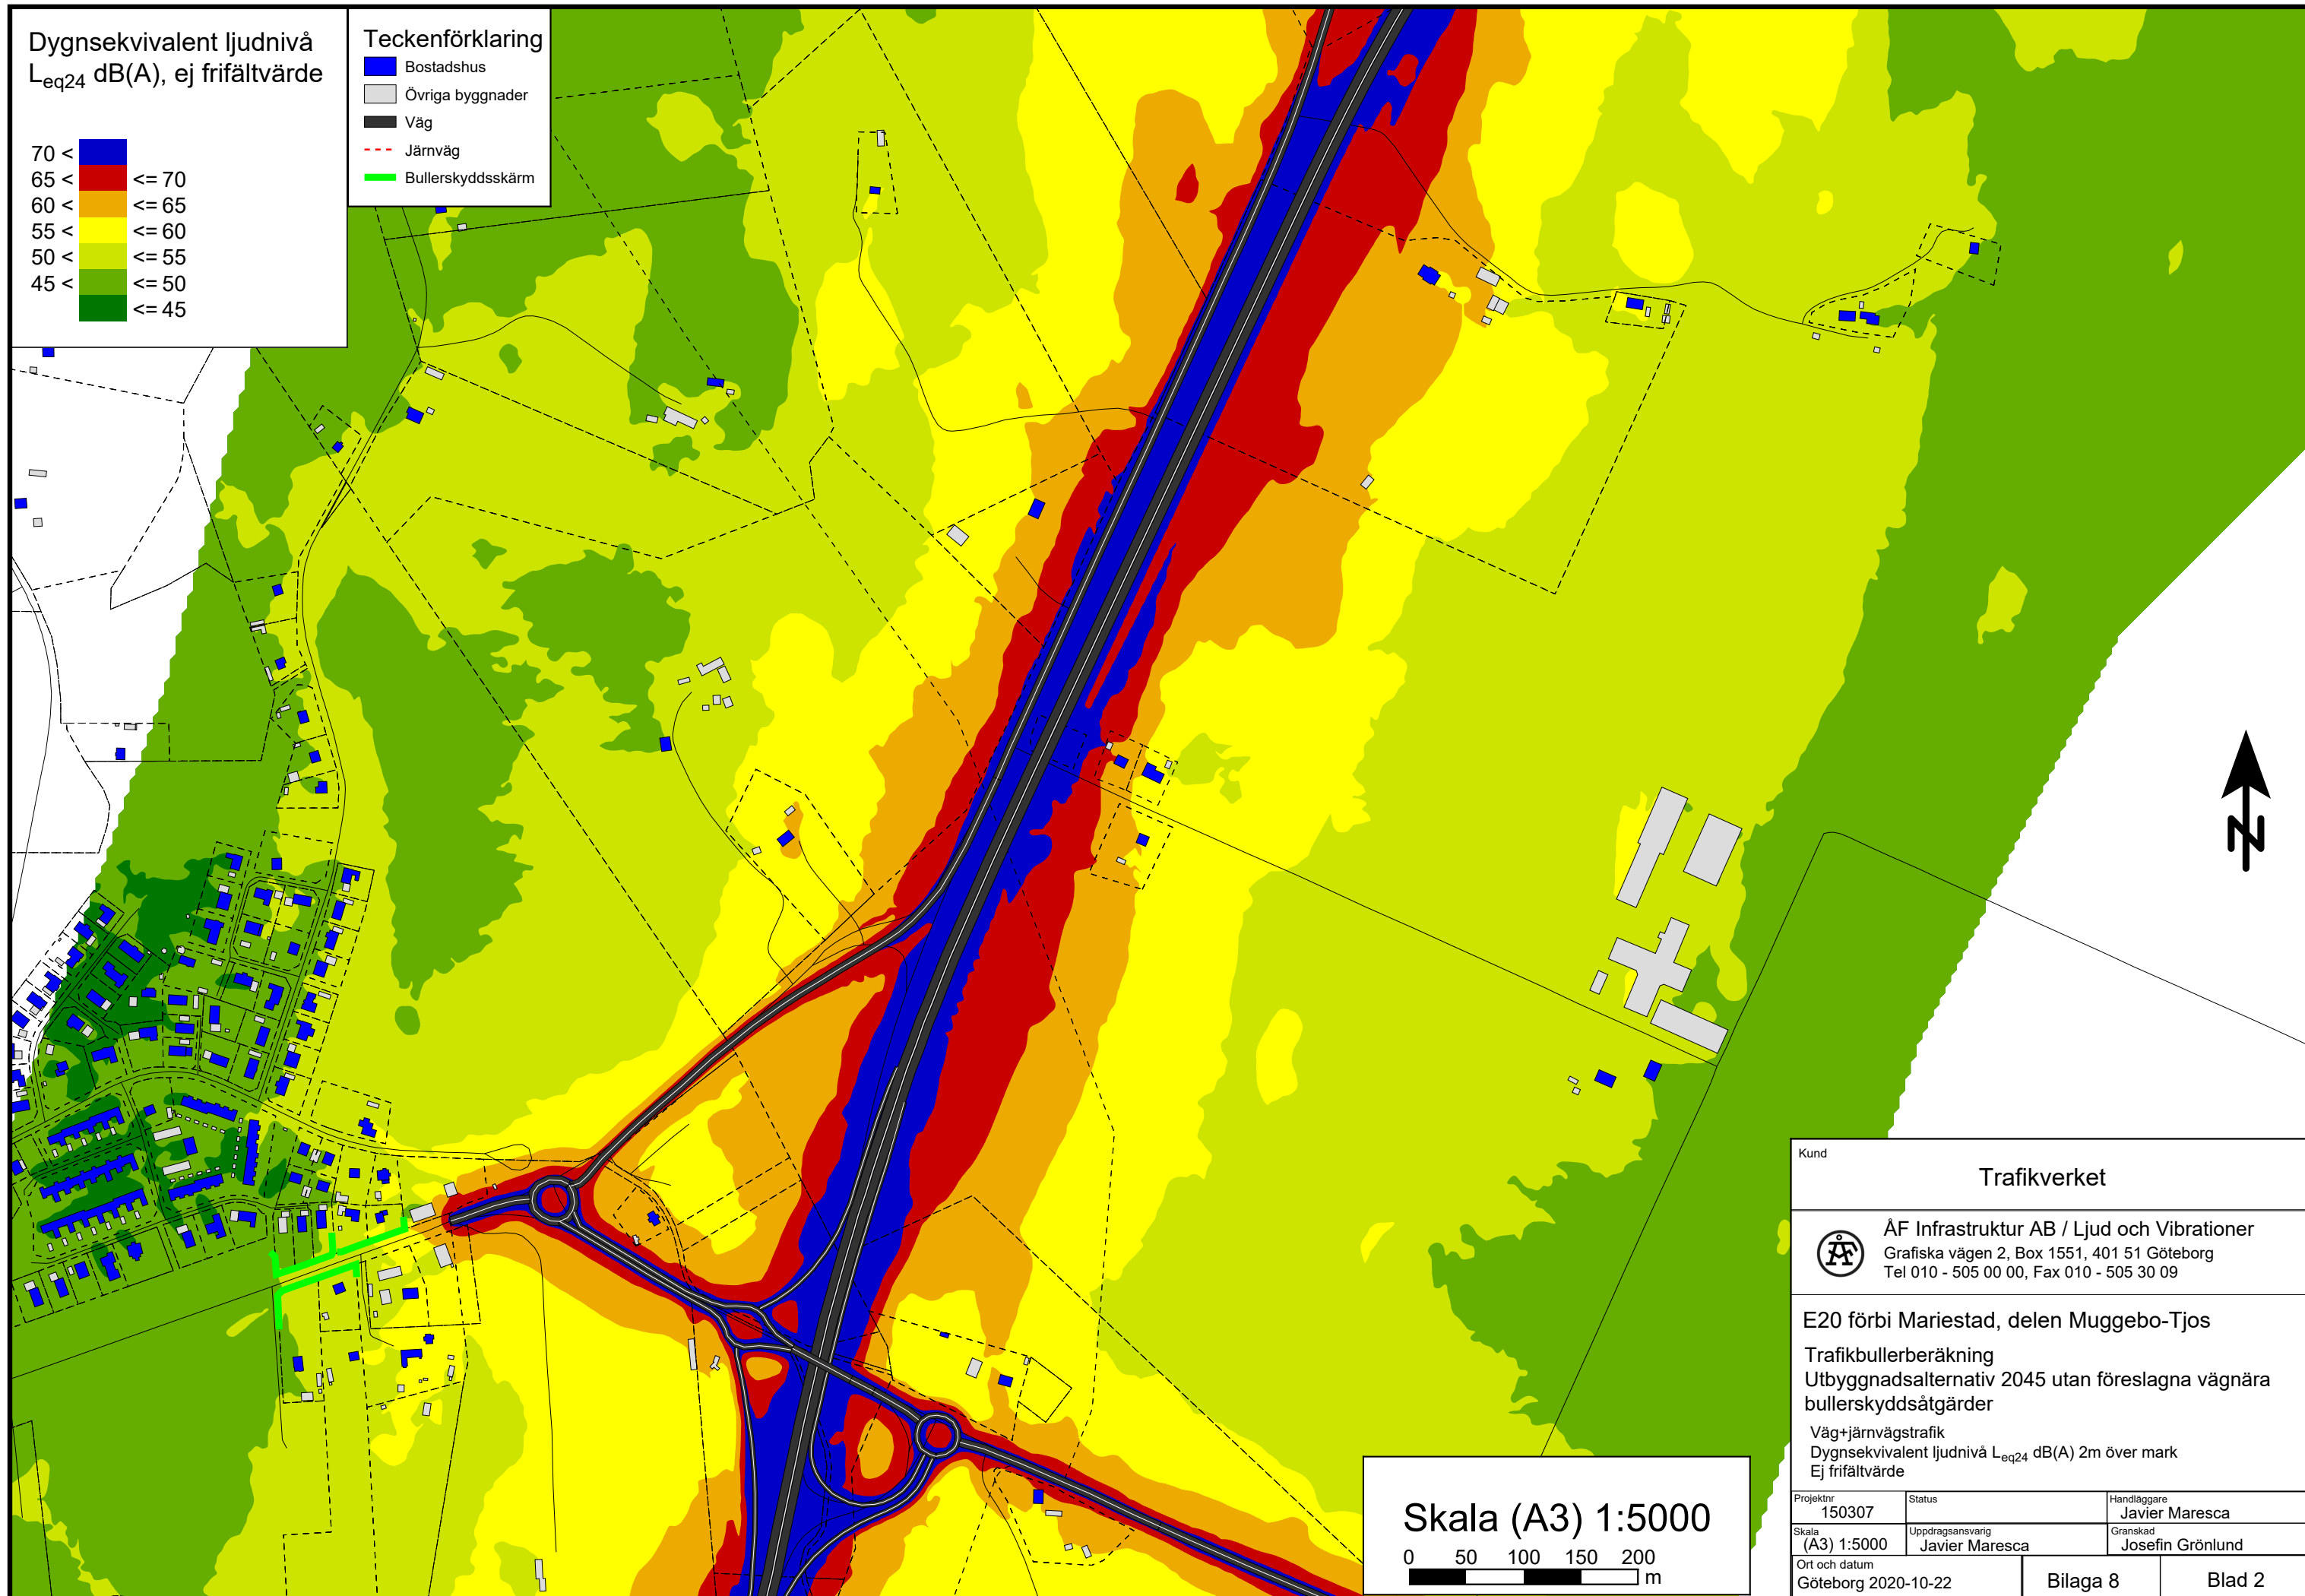 Dygnsekvivalent ljudnivå
Leq24 dB(A), ej frifältvärde
70 <
65 < <= 70
60 < <= 65
55 < <= 60
50 < <= 55
45 < <= 50
<= 45
Teckenförklaring
Bostadshus
Övriga byggnader
Väg
Järnväg
Bullerskyddsskärm
N
Skala (A3) 1:5000
0 50 100 150 200
m
Kund
Trafikverket
ÅF
ÅF Infrastruktur AB / Ljud och Vibrationer
Grafiska vägen 2, Box 1551, 401 51 Göteborg
Tel 010 - 505 00 00, Fax 010 - 505 30 09
E20 förbi Mariestad, delen Muggebo-Tjos
Trafikbullerberäkning
Utbyggnadsalternativ 2045 utan föreslagna vägnära
bullerskyddsåtgärder
Väg+järnvägstrafik
Dygnsekvivalent ljudnivå Leq24 dB(A) 2m över mark
Ej frifältvärde
Projektnr
150307
Status
Handläggare
Javier Maresca
Skala
(A3) 1:5000
Uppdragsansvarig
Javier Maresca
Granskad
Josefin Grönlund
Ort och datum
Göteborg 2020-10-22
Bilaga 8
Blad 2